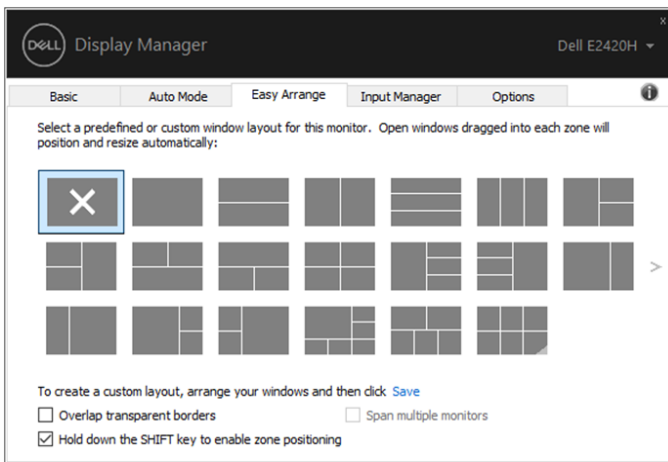 DELL Display Manager
Dell E2420H
x
Basic
Auto Mode
Easy Arrange
Input Manager
Options
Select a predefined or custom window layout for this monitor. Open windows dragged into each zone will
position and resize automatically:
To create a custom layout, arrange your windows and then click Save
Overlap transparent borders
Span multiple monitors
Hold down the SHIFT key to enable zone positioning